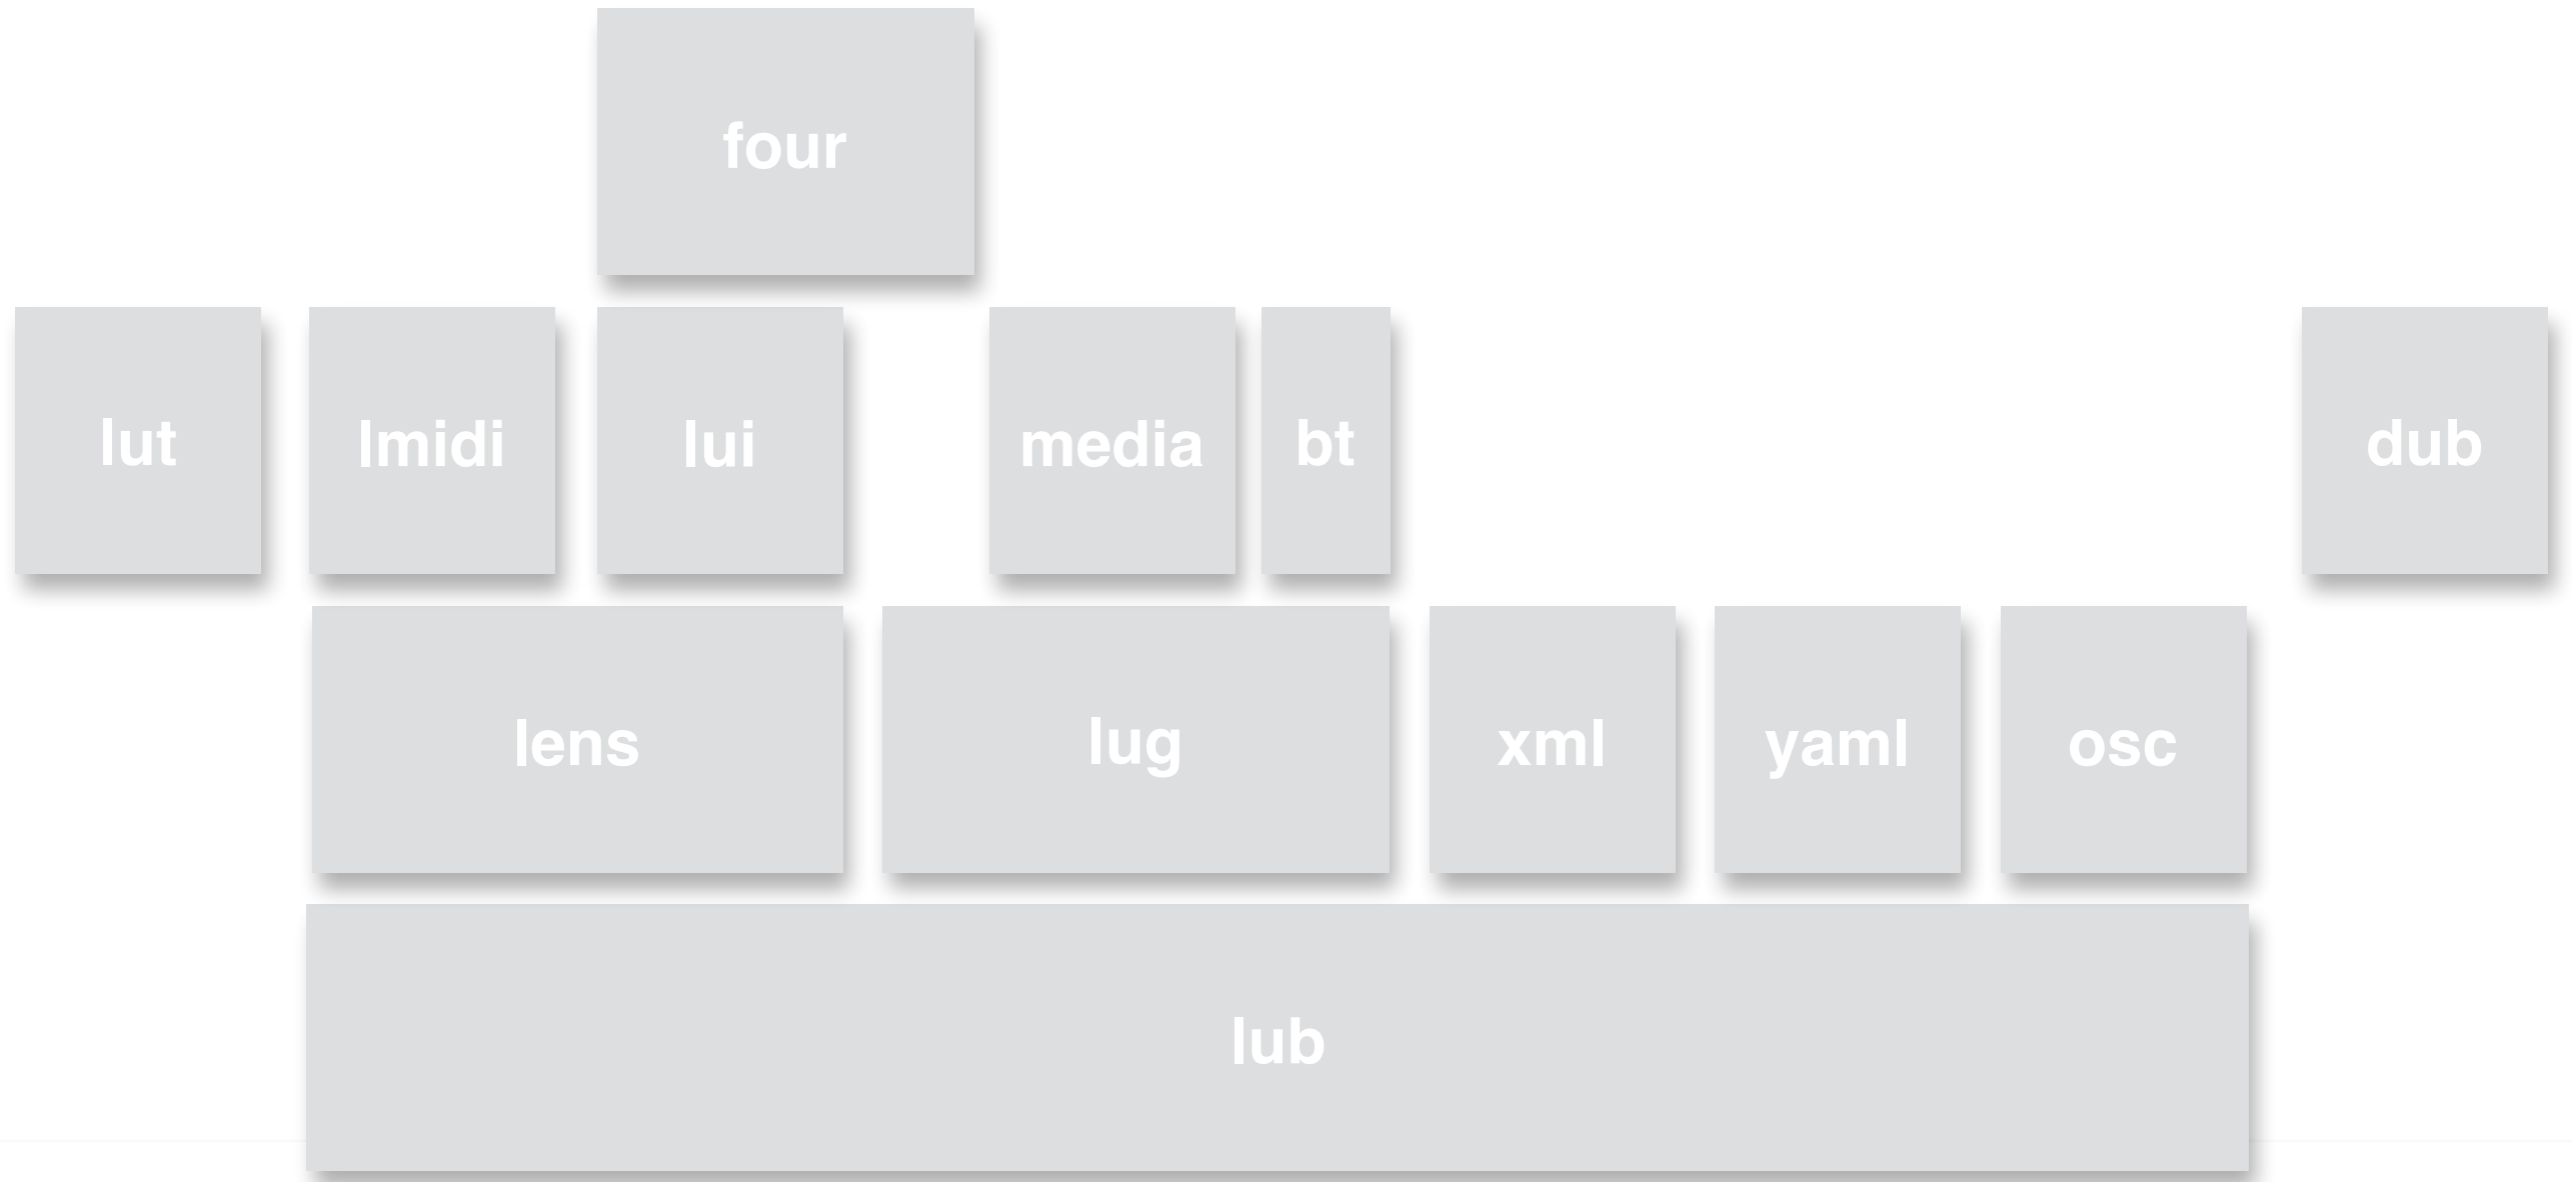 four
lut
lmidi
lui
media
bt
dub
lens
lug
xml
yaml
osc
lub